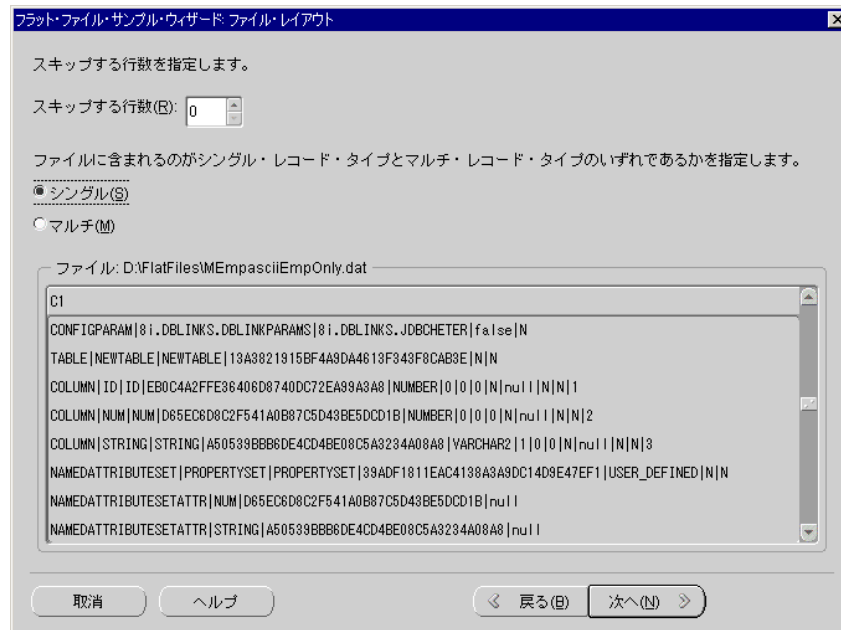 フラット・ファイル・サンプル・ウィザード: ファイル・レイアウト
スキップする行数を指定します。
スキップする行数(R): 0
ファイルに含まれるのがシングル・レコード・タイプとマルチ・レコード・タイプのいずれであるかを指定します。
シングル(S)
マルチ(M)
ファイル: D:\FlatFiles\MEmpasciiEmpOnly.dat
C1
CONFIGPARAM|8i.DBLINKS.DBLINKPARAMS|8i.DBLINKS.JDBCHETER|false|N
TABLE|NEWTABLE|NEWTABLE|13A3821915BF4A9DA4613F343F8CAB3E|N|N
COLUMN|ID|ID|EB0C4A2FFE36406D8740DC72EA99A3A8|NUMBER|0|0|0|N|null|N|N|1
COLUMN|NUM|NUM|D65EC6D8C2F541A0B87C5D43BE5DCD1B|NUMBER|0|0|0|N|null|N|N|2
COLUMN|STRING|STRING|A50539BBB6DE4CD4BE08C5A3234A08A8|VARCHAR2|1|0|0|N|null|N|N|3
NAMEDATTRIBUTESET|PROPERTYSET|PROPERTYSET|39ADF1811EAC4138A3A9DC14D9E47EF1|USER_DEFINED|N|N
NAMEDATTRIBUTESETATTR|NUM|D65EC6D8C2F541A0B87C5D43BE5DCD1B|null
NAMEDATTRIBUTESETATTR|STRING|A50539BBB6DE4CD4BE08C5A3234A08A8|null
取消 ヘルプ 戻る(B) 次へ(N)